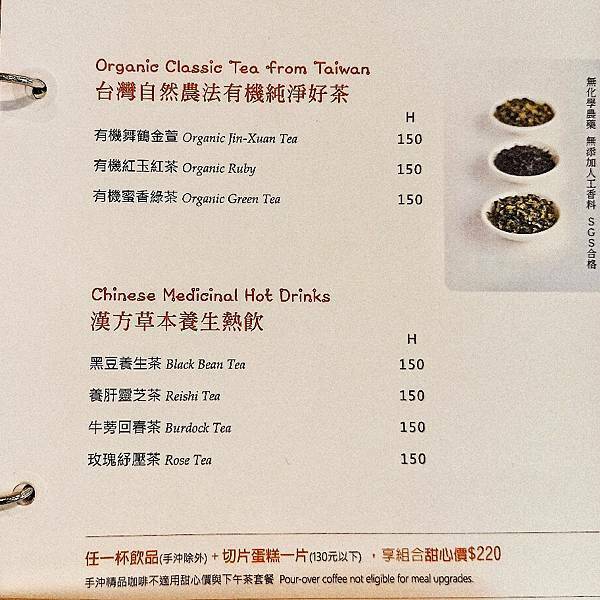 Organic Classic Tea from Taiwan
台灣自然農法有機純淨好茶
H
有機舞鶴金萱 Organic Jin-Xuan Tea 150
有機紅玉紅茶 Organic Ruby 150
有機蜜香綠茶 Organic Green Tea 150
無化學農藥 無添加人工香料 SGS合格
Chinese Medicinal Hot Drinks
漢方草本養生熱飲
H
黑豆養生茶 Black Bean Tea 150
養肝靈芝茶 Reishi Tea 150
牛蒡回春茶 Burdock Tea 150
玫瑰紓壓茶 Rose Tea 150
任一杯飲品(手沖除外) + 切片蛋糕一片(130元以下) ，享組合甜心價$220
手沖精品咖啡不適用甜心價與下午茶套餐 Pour-over coffee not eligible for meal upgrades.